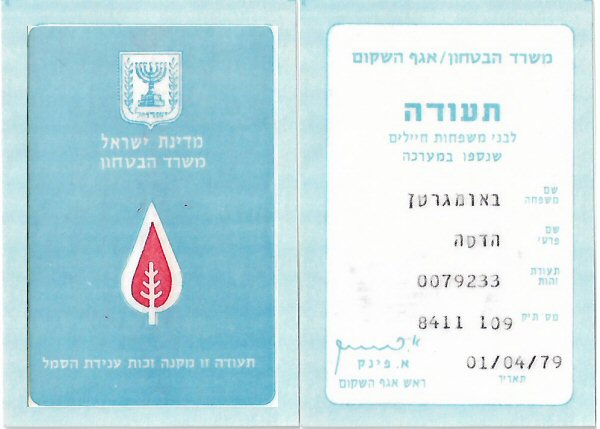 מדינת ישראל
משרד הבטחון
תעודה זו מקנה זכות ענידת הסמל
משרד הבטחון/אגף השקום
תעודה
לבני משפחות חיילים
שנספו במערכה
שם משפחה באומגרטן
שם פרטי הדסה
תעודת זהות 0079233
מס תיק 8411 109
01/04/79
תאריך
א. פינק
ראש אגף השקום